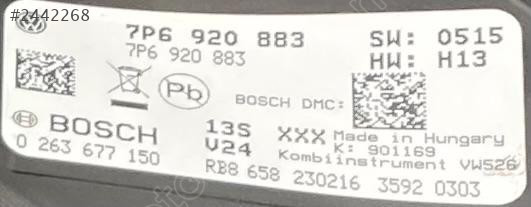 #2442268
7P6 920 883 SW: 0515
7P6 920 883 HW: H13
Pb
BOSCH DMC:
BOSCH 13S XXX Made in Hungary
V24 K: 901169
0 263 677 150 Kombiinstrument VW526
RB8 658 230216 3592 0303